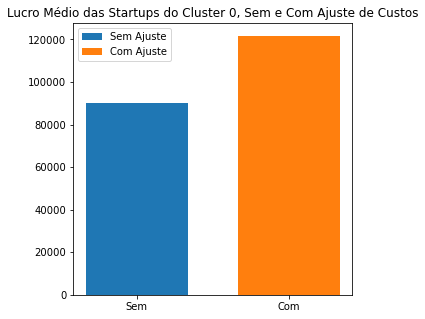 Lucro Médio das Startups do Cluster 0, Sem e Com Ajuste de Custos
Sem Ajuste
Com Ajuste
120000
100000
80000
60000
40000
20000
0
Sem
Com